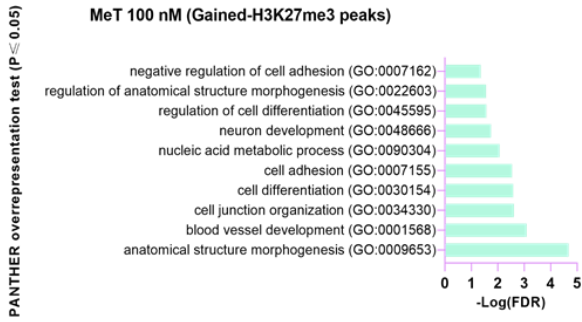 MeT 100 nM (Gained-H3K27me3 peaks)
PANTHER overrepresentation test (P⩽ 0.05)
negative regulation of cell adhesion (GO:0007162)
regulation of anatomical structure morphogenesis (GO:0022603)
regulation of cell differentiation (GO:0045595)
neuron development (GO:0048666)
nucleic acid metabolic process (GO:0090304)
cell adhesion (GO:0007155)
cell differentiation (GO:0030154)
cell junction organization (GO:0034330)
blood vessel development (GO:0001568)
anatomical structure morphogenesis (GO:0009653)
0 1 2 3 4 5
-Log(FDR)